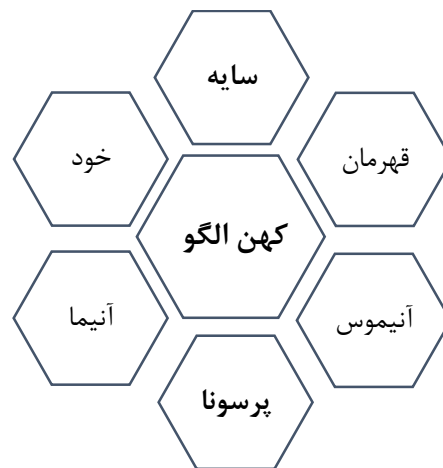 سایه
قهرمان
خود
کهن الگو
آنیموس
آنیما
پرسونا